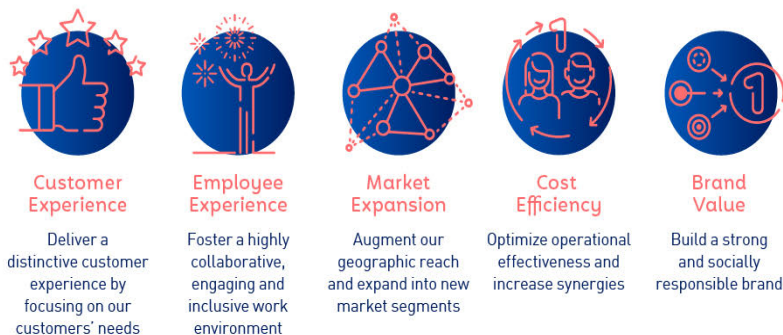 Customer
Experience
Deliver a
distinctive customer
experience by
focusing on our
customers' needs
Employee
Experience
Foster a highly
collaborative,
engaging and
inclusive work
environment
Market
Expansion
Augment our
geographic reach
and expand into new
market segments
1
Cost
Efficiency
Optimize operational
effectiveness and
increase synergies
1
Brand
Value
Build a strong
and socially
responsible brand